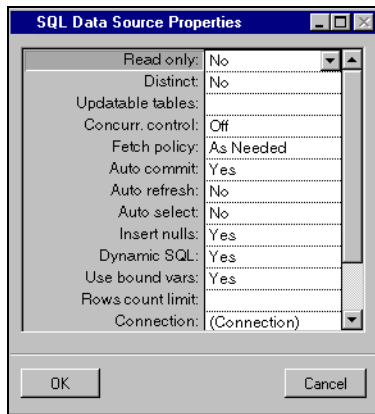 SQL Data Source Properties
Read only: No
Distinct: No
Updatable tables:
Concurr. control: Off
Fetch policy: As Needed
Auto commit: Yes
Auto refresh: No
Auto select: No
Insert nulls: Yes
Dynamic SQL: Yes
Use bound vars: Yes
Rows count limit:
Connection: (Connection)
OK Cancel